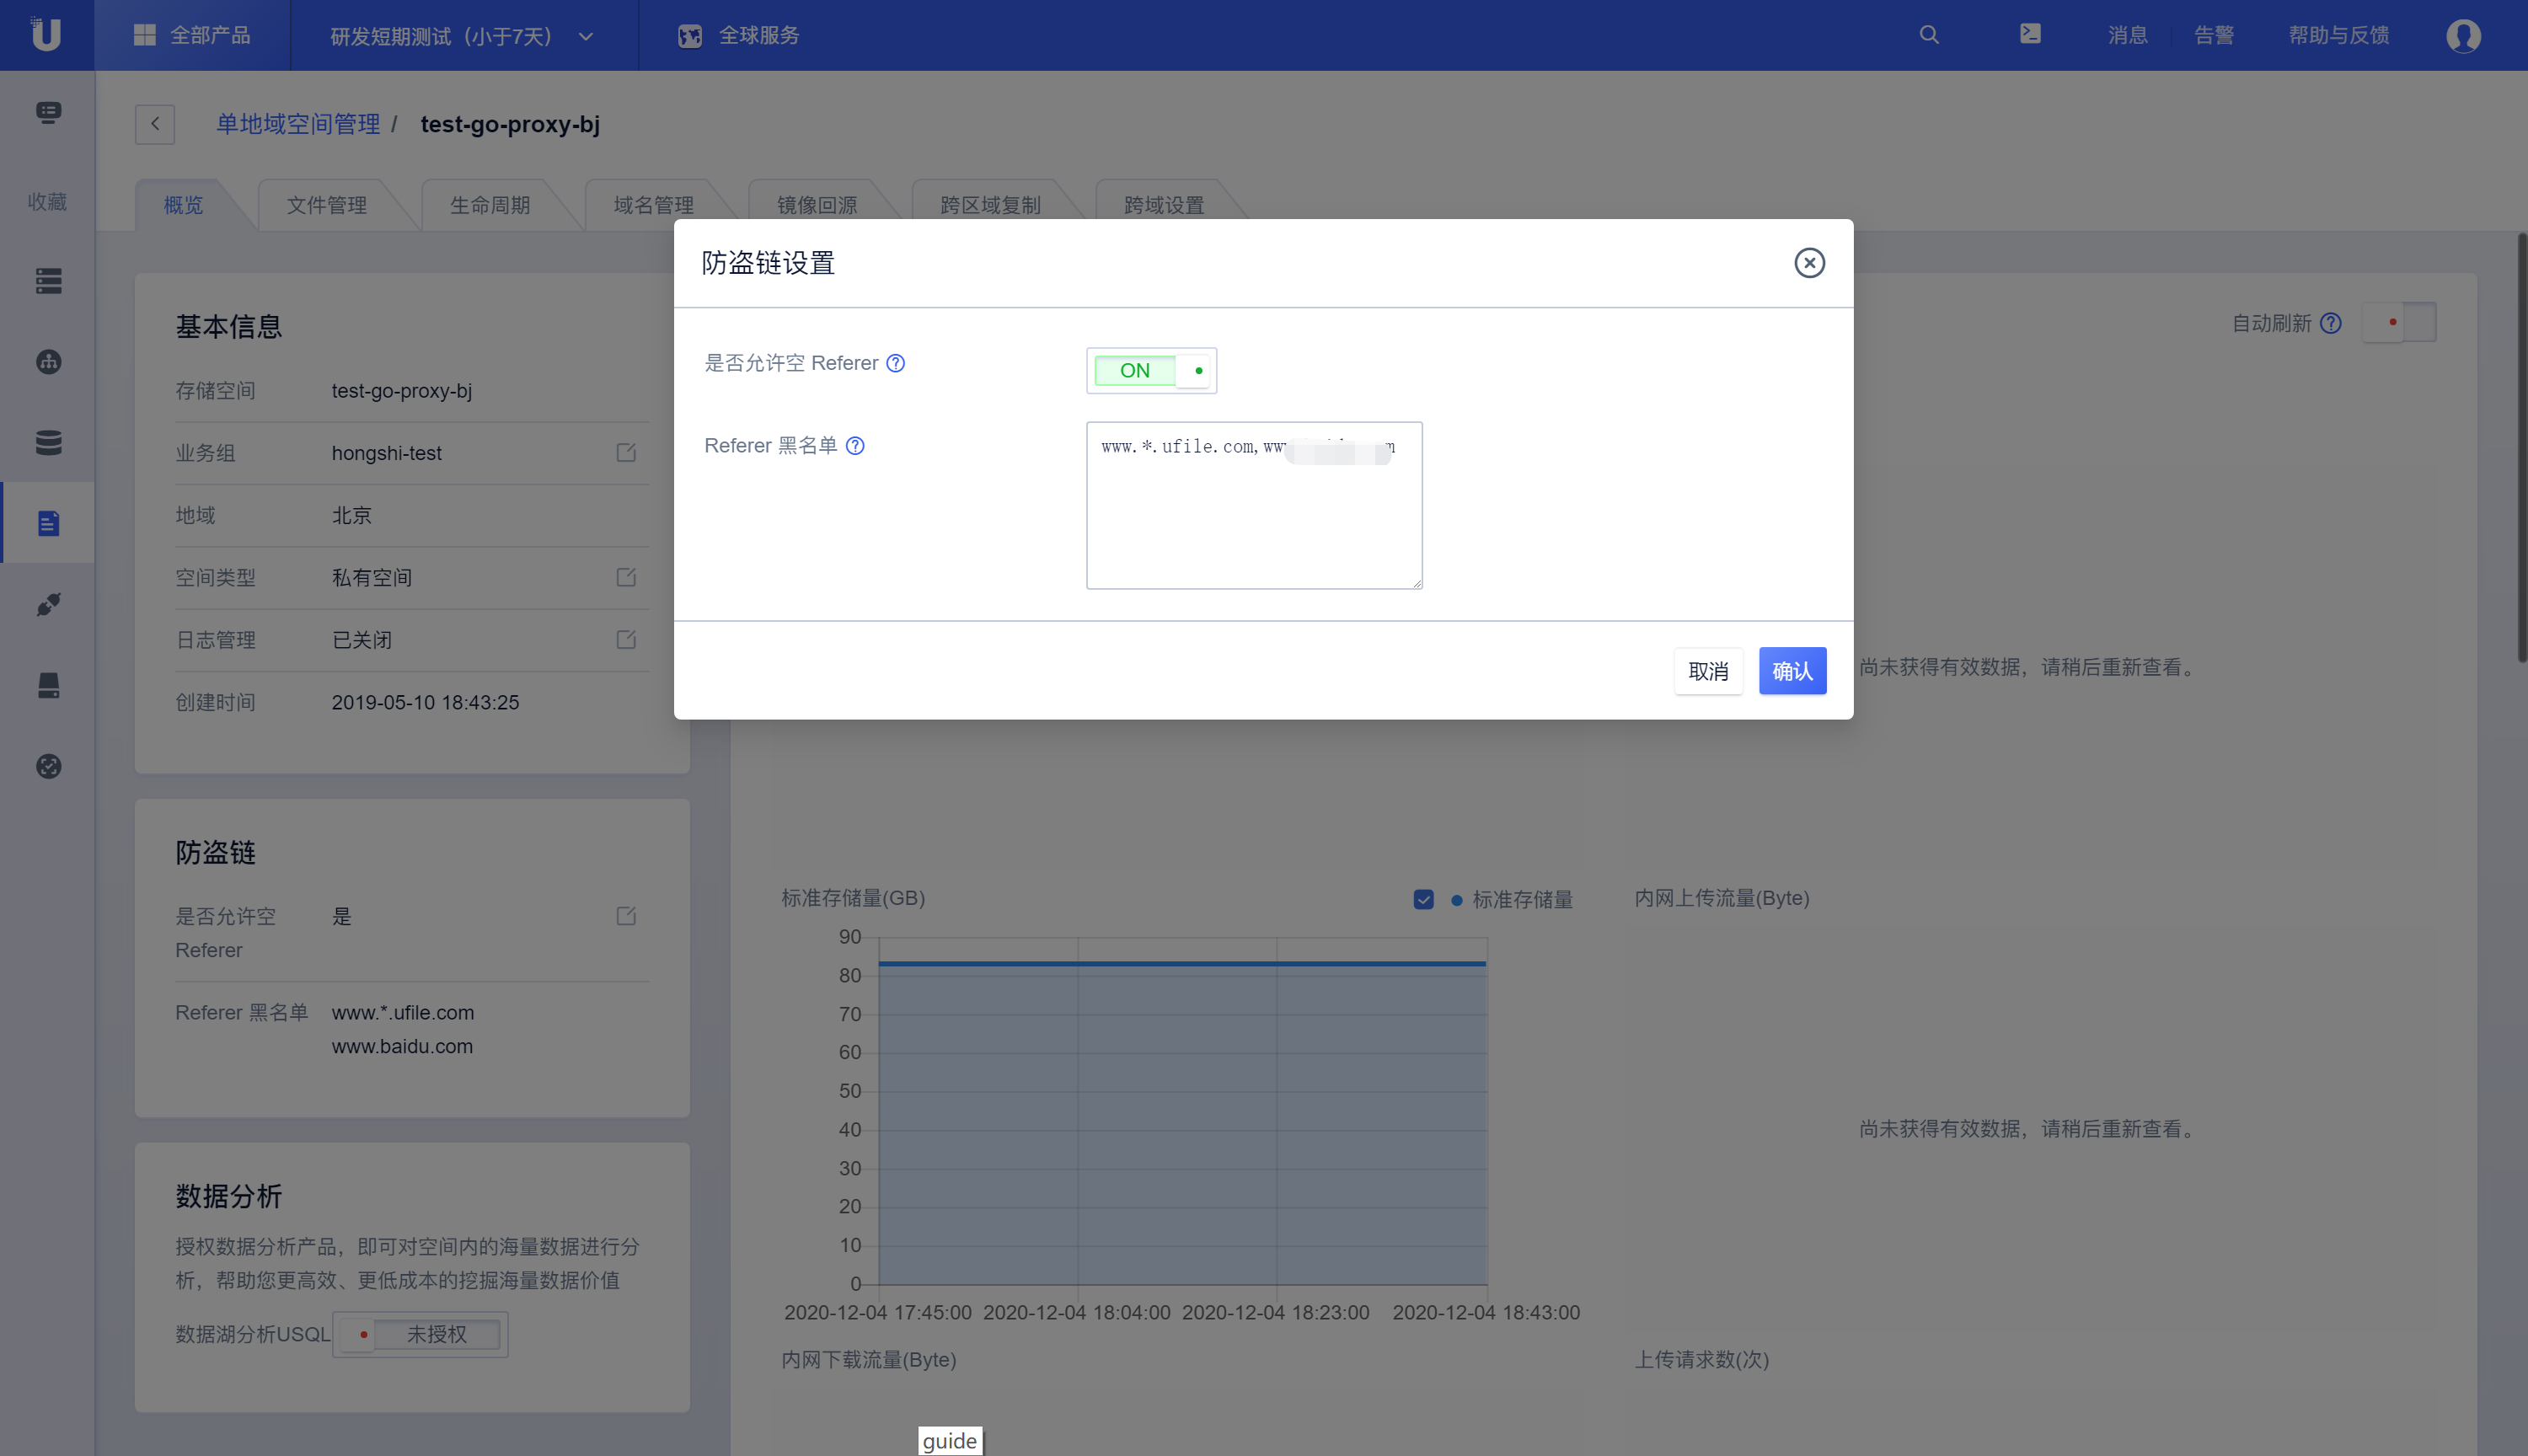 全部产品
研发短期测试（小于7天）
全球服务
消息
告警
帮助与反馈
单地域空间管理 / test-go-proxy-bj
收藏
概览
文件管理
生命周期
域名管理
镜像回源
跨区域复制
跨域设置
防盗链设置
是否允许空 Referer
ON
Referer 黑名单
www.*.ufile.com,www
取消
确认
基本信息
存储空间 test-go-proxy-bj
业务组 hongshi-test
地域 北京
空间类型 私有空间
日志管理 已关闭
创建时间 2019-05-10 18:43:25
自动刷新
尚未获得有效数据，请稍后重新查看。
防盗链
是否允许空 是
Referer
Referer 黑名单 www.*.ufile.com
www.baidu.com
数据分析
授权数据分析产品，即可对空间内的海量数据进行分
析，帮助您更高效、更低成本的挖掘海量数据价值
数据湖分析USQL 未授权
标准存储量(GB)
标准存储量
90
80
70
60
50
40
30
20
10
0
2020-12-04 17:45:00 2020-12-04 18:04:00 2020-12-04 18:23:00 2020-12-04 18:43:00
内网上传流量(Byte)
尚未获得有效数据，请稍后重新查看。
内网下载流量(Byte)
上传请求数(次)
guide